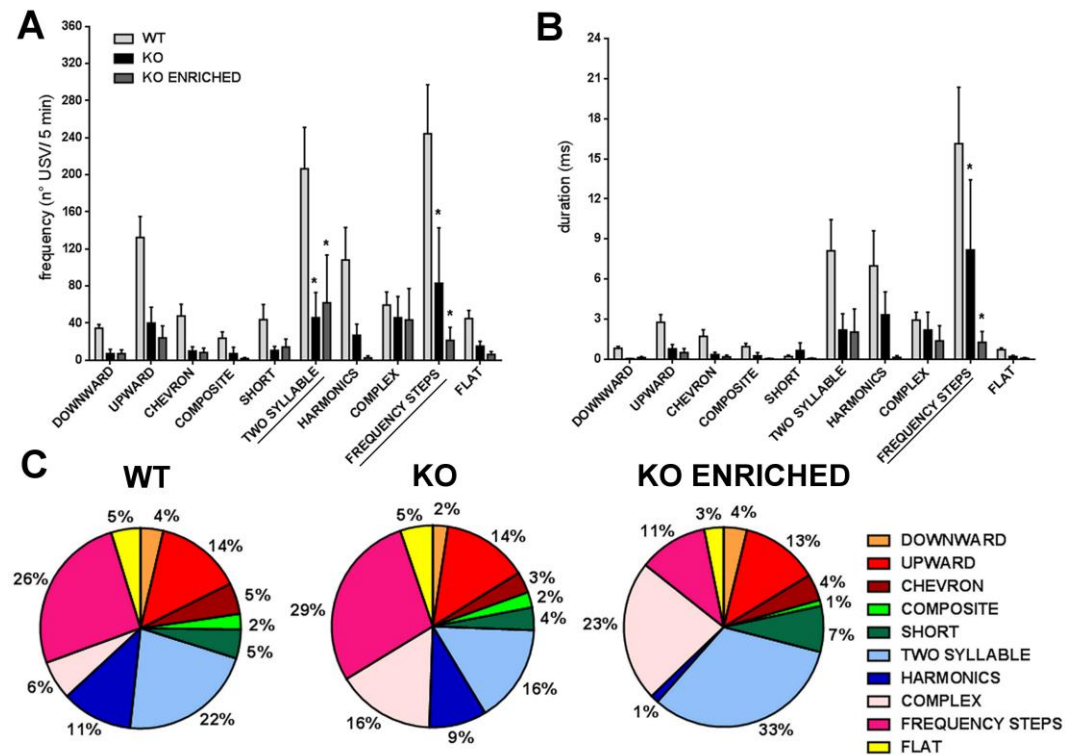 A
frequency (n° USV/ 5 min)
360
320
280
240
200
160
120
80
40
0
WT
KO
KO ENRICHED
*
*
*
*
DOWNWARD
UPWARD
CHEVRON
COMPOSITE
SHORT
TWO SYLLABLE
HARMONICS
COMPLEX
FREQUENCY STEPS
FLAT
B
duration (ms)
24
21
18
15
12
9
6
3
0
*
*
DOWNWARD
UPWARD
CHEVRON
COMPOSITE
SHORT
TWO SYLLABLE
HARMONICS
COMPLEX
FREQUENCY STEPS
FLAT
C
WT
5%
4%
14%
5%
2%
5%
22%
11%
6%
26%
KO
5%
2%
14%
3%
2%
4%
16%
9%
16%
29%
KO ENRICHED
3%
4%
13%
4%
1%
7%
33%
1%
23%
11%
DOWNWARD
UPWARD
CHEVRON
COMPOSITE
SHORT
TWO SYLLABLE
HARMONICS
COMPLEX
FREQUENCY STEPS
FLAT